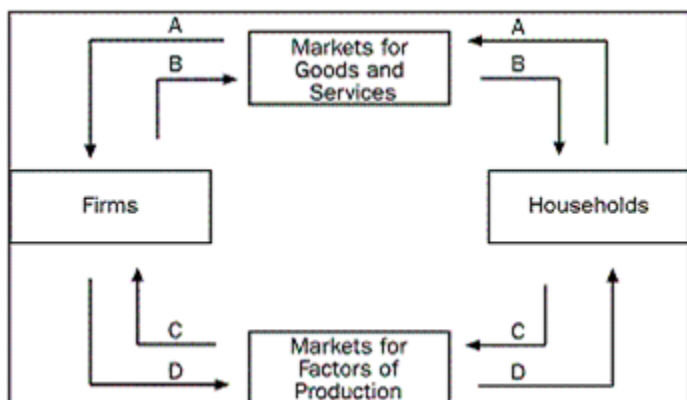 A
Markets for
Goods and
Services
A
B
B
Firms
Households
C
Markets for
Factors of
Production
C
D
D